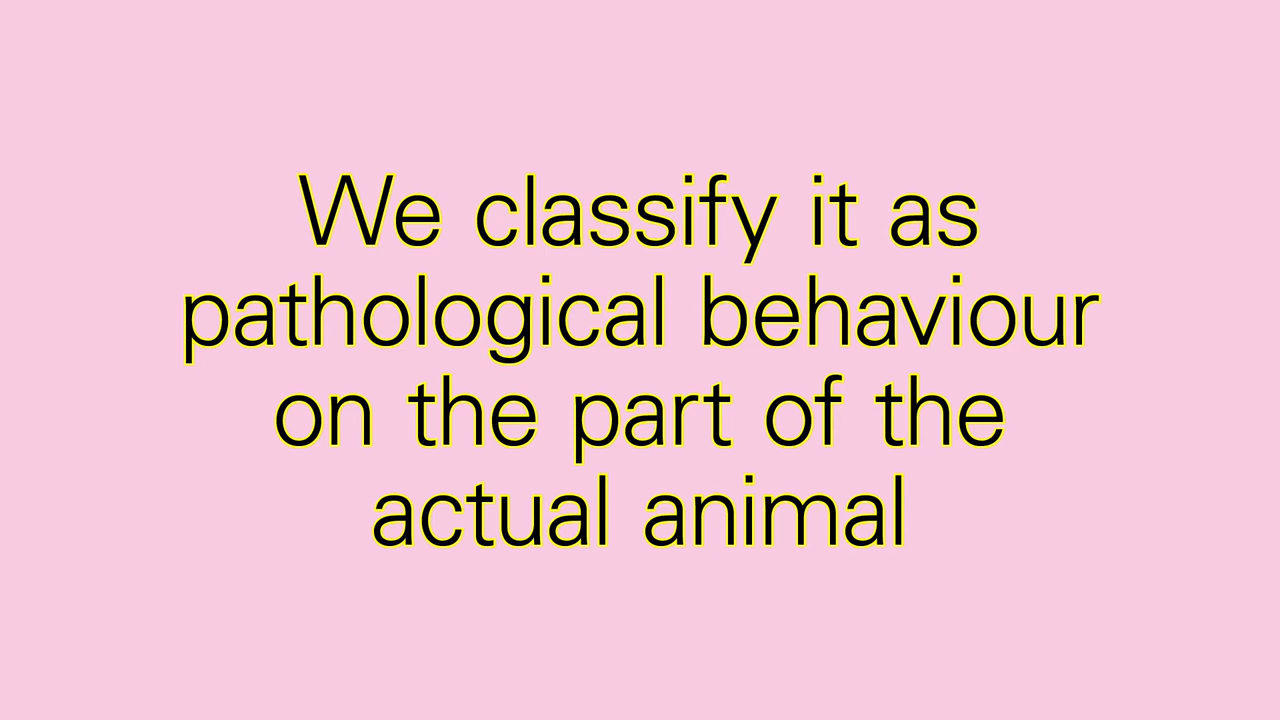 We classify it as
pathological behaviour
on the part of the
actual animal